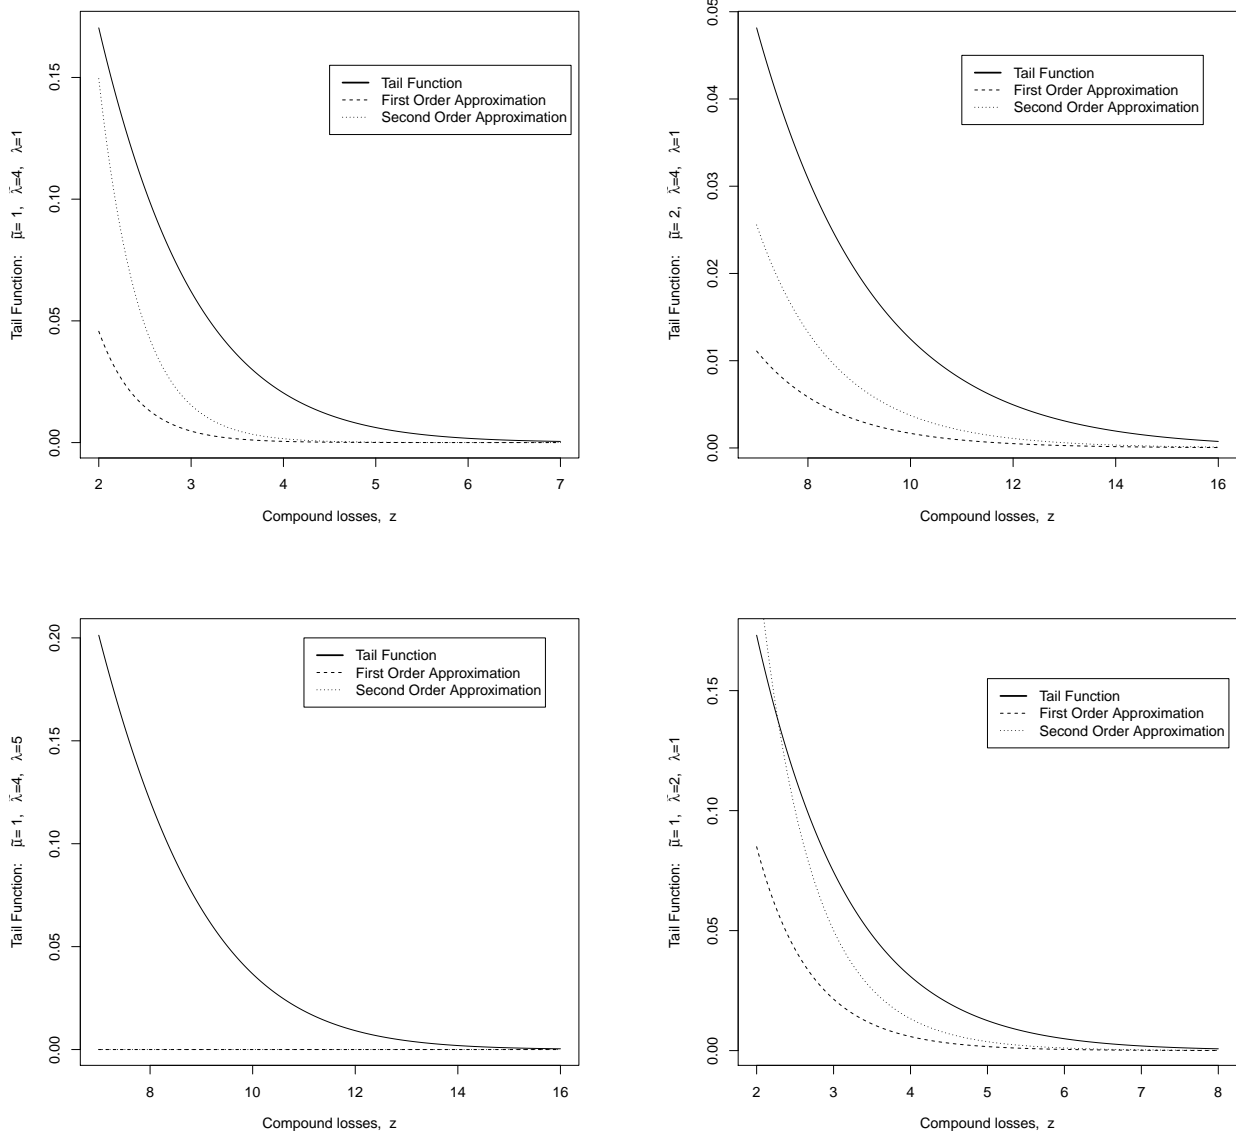 Tail Function: μ̃= 1, λ̃=4, λ=1
0.00 0.05 0.10 0.15
Tail Function
First Order Approximation
Second Order Approximation
2 3 4 5 6 7
Compound losses, z
Tail Function: μ̃= 2, λ̃=4, λ=1
0.00 0.01 0.02 0.03 0.04 0.05
Tail Function
First Order Approximation
Second Order Approximation
8 10 12 14 16
Compound losses, z
Tail Function: μ̃= 1, λ̃=4, λ=5
0.00 0.05 0.10 0.15 0.20
Tail Function
First Order Approximation
Second Order Approximation
8 10 12 14 16
Compound losses, z
Tail Function: μ̃= 1, λ̃=2, λ=1
0.00 0.05 0.10 0.15
Tail Function
First Order Approximation
Second Order Approximation
2 3 4 5 6 7 8
Compound losses, z